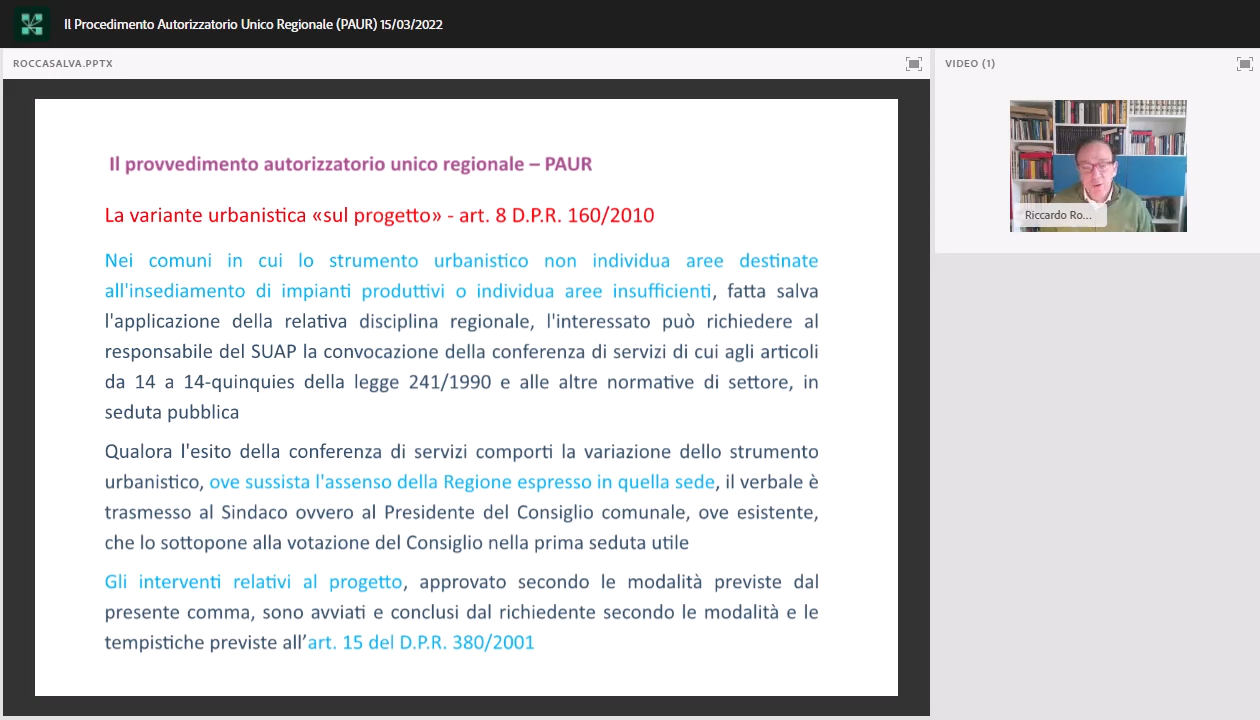 Il Procedimento Autorizzatorio Unico Regionale (PAUR) 15/03/2022
ROCCASALVA.PPTX
VIDEO (1)
Il provvedimento autorizzatorio unico regionale – PAUR
La variante urbanistica «sul progetto» - art. 8 D.P.R. 160/2010
Nei comuni in cui lo strumento urbanistico non individua aree destinate
all'insediamento di impianti produttivi o individua aree insufficienti, fatta salva
l'applicazione della relativa disciplina regionale, l'interessato può richiedere al
responsabile del SUAP la convocazione della conferenza di servizi di cui agli articoli
da 14 a 14-quinquies della legge 241/1990 e alle altre normative di settore, in
seduta pubblica
Qualora l'esito della conferenza di servizi comporti la variazione dello strumento
urbanistico, ove sussista l'assenso della Regione espresso in quella sede, il verbale è
trasmesso al Sindaco ovvero al Presidente del Consiglio comunale, ove esistente,
che lo sottopone alla votazione del Consiglio nella prima seduta utile
Gli interventi relativi al progetto, approvato secondo le modalità previste dal
presente comma, sono avviati e conclusi dal richiedente secondo le modalità e le
tempistiche previste all’art. 15 del D.P.R. 380/2001
Riccardo Ro...